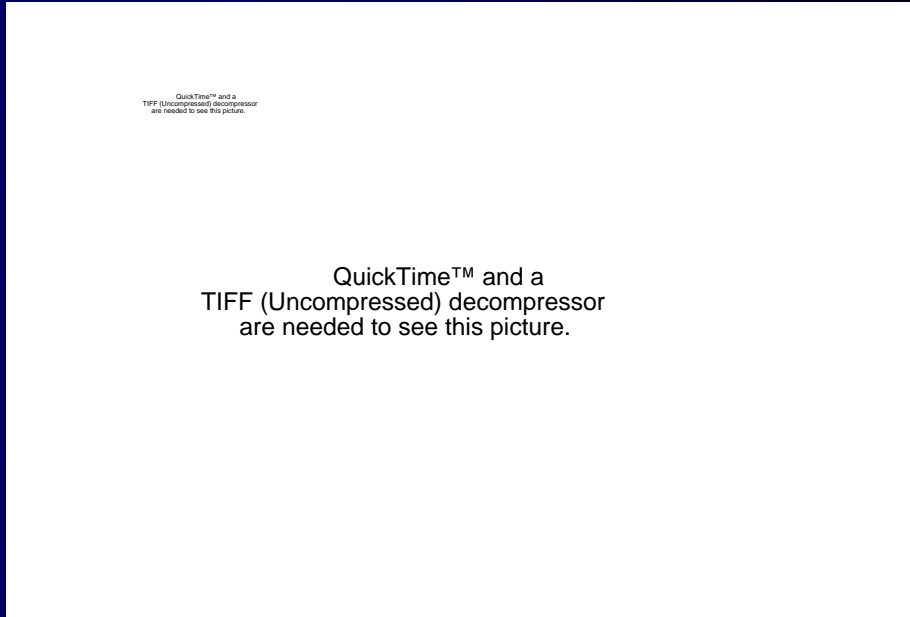 QuickTime™ and a
TIFF (Uncompressed) decompressor
are needed to see this picture.
QuickTime™ and a
TIFF (Uncompressed) decompressor
are needed to see this picture.